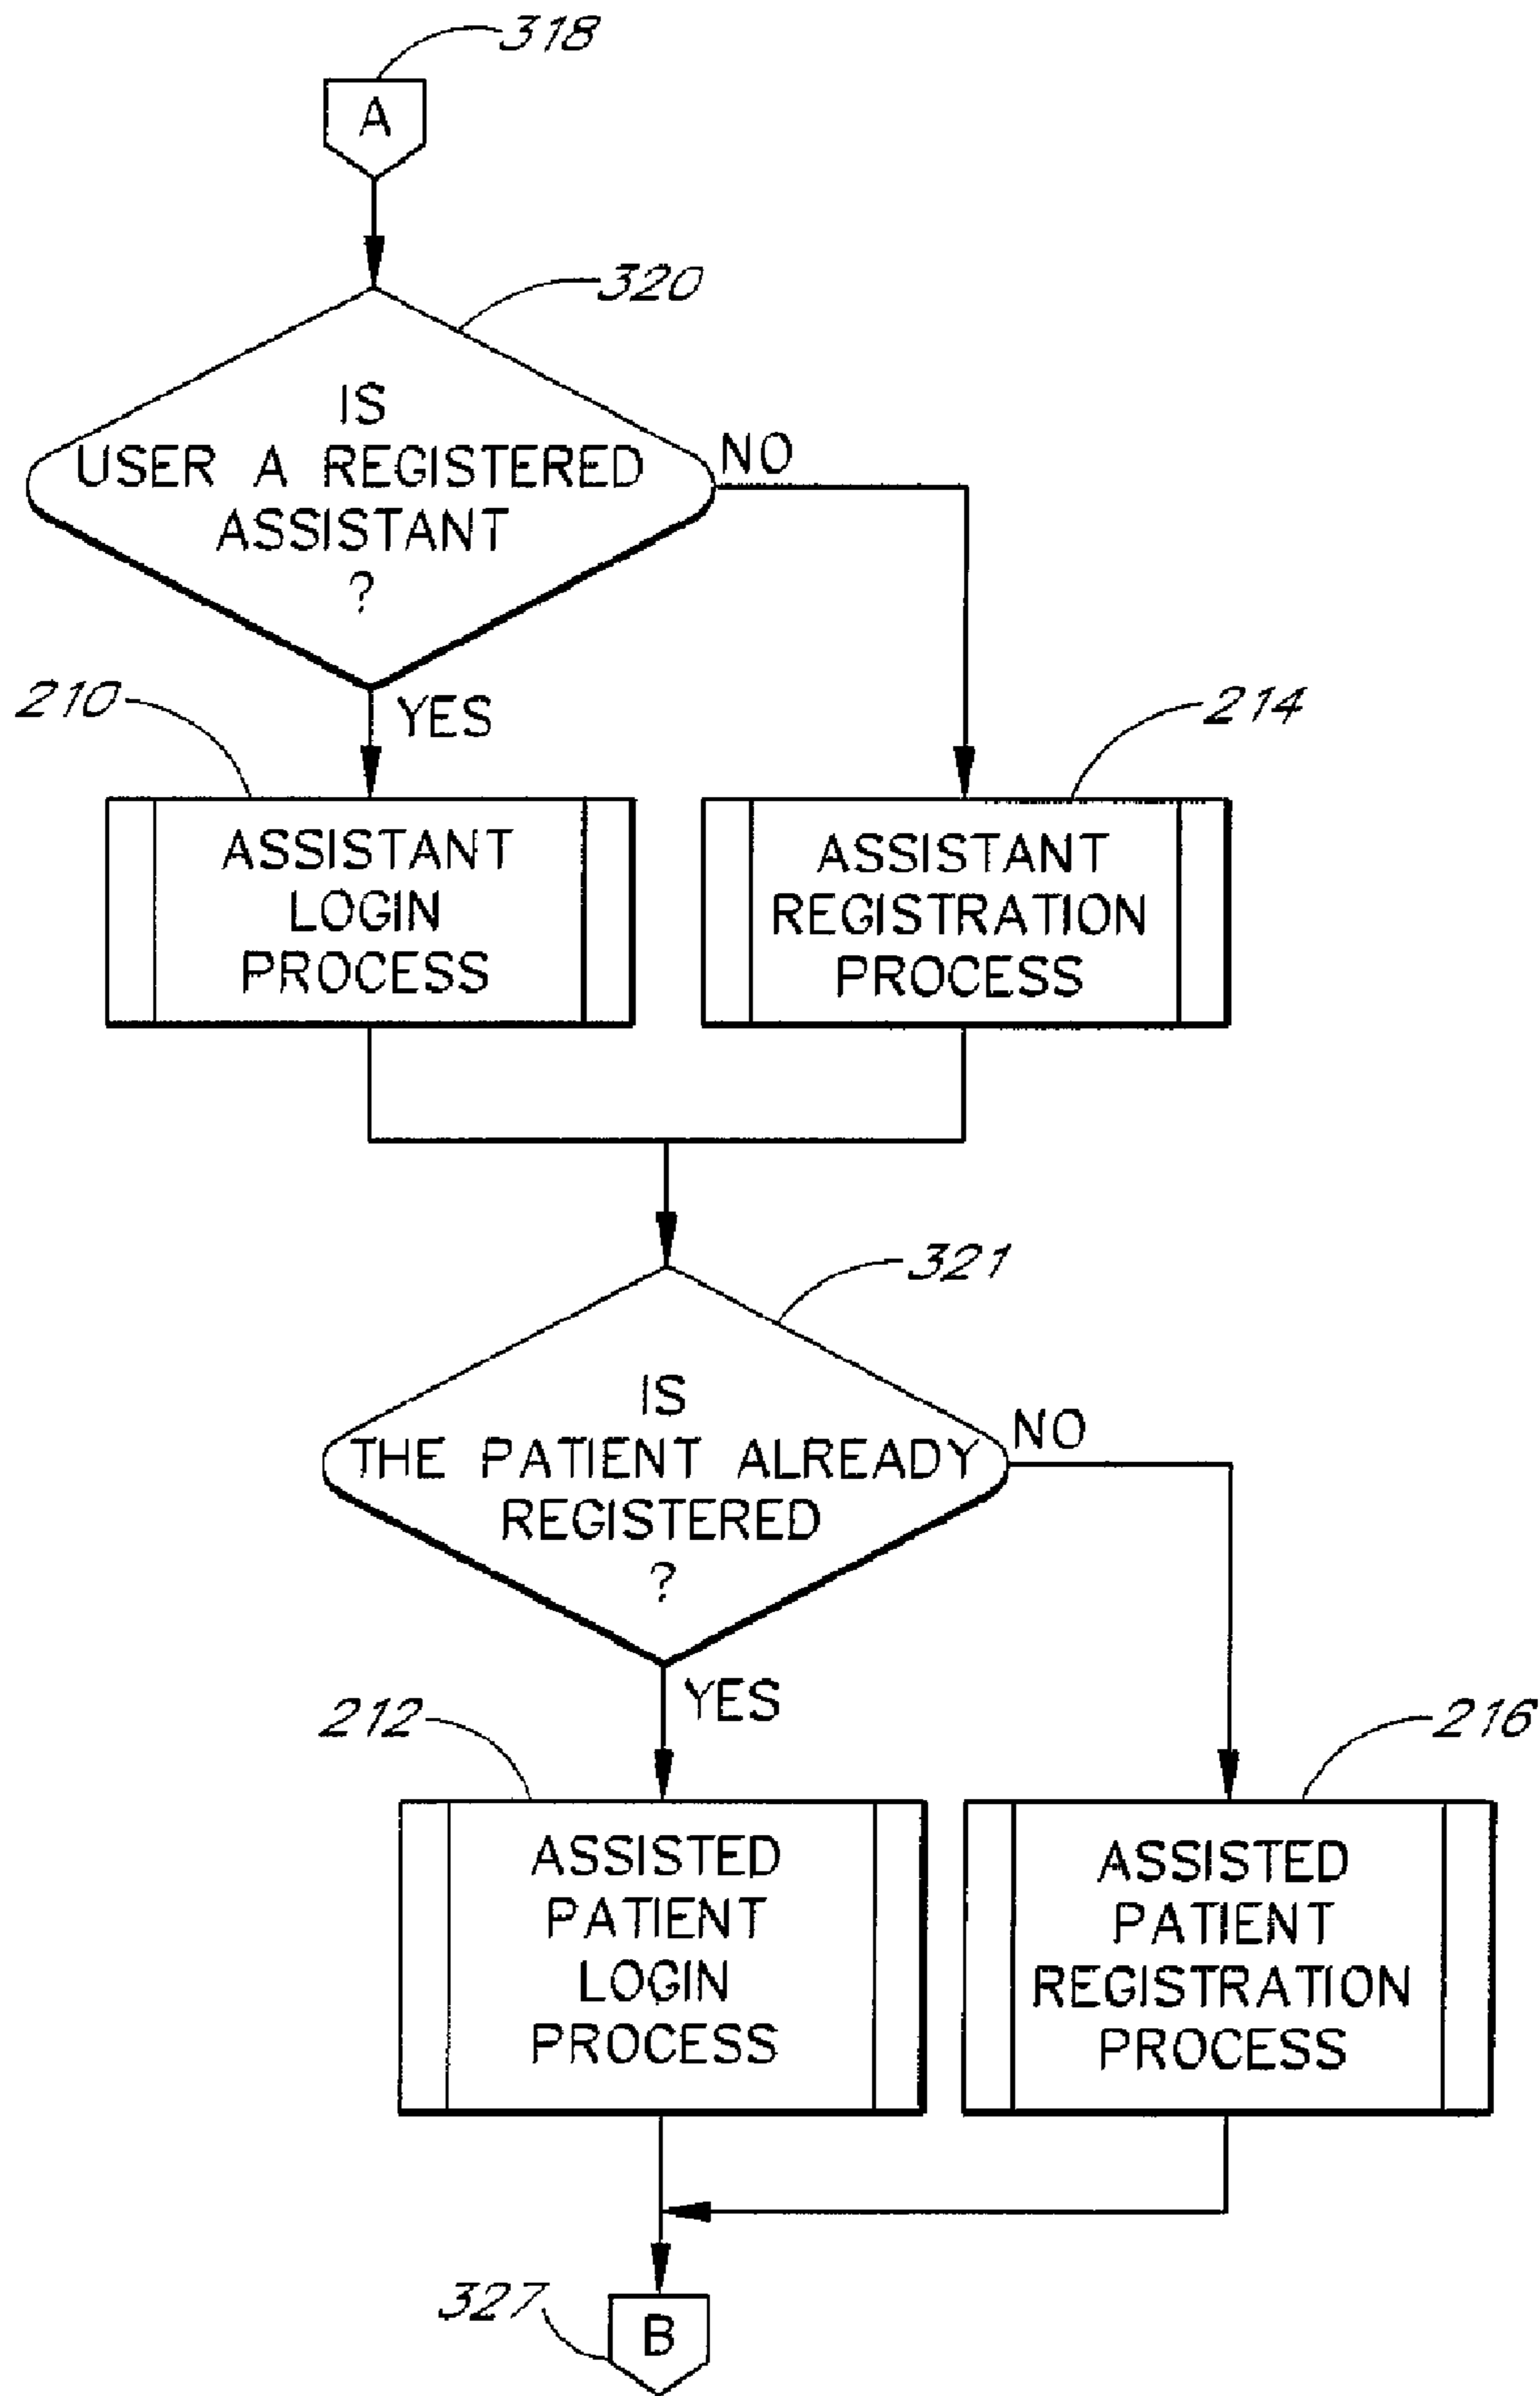 318
A
320
IS
USER A REGISTERED
ASSISTANT
?
NO
YES
210
214
ASSISTANT
LOGIN
PROCESS
ASSISTANT
REGISTRATION
PROCESS
321
IS
THE PATIENT ALREADY
REGISTERED
?
NO
YES
212
216
ASSISTED
PATIENT
LOGIN
PROCESS
ASSISTED
PATIENT
REGISTRATION
PROCESS
327
B